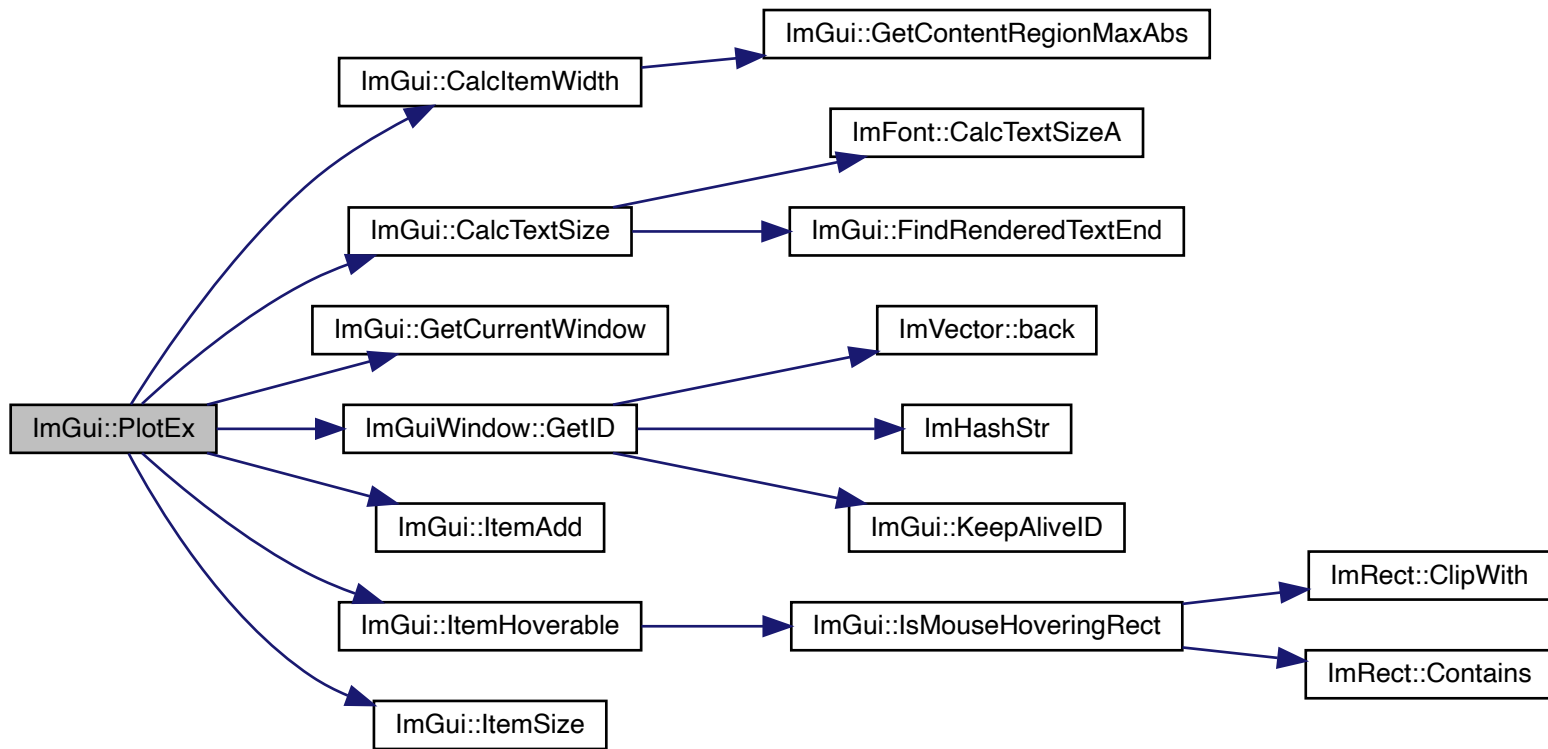 ImGui::GetContentRegionMaxAbs
ImGui::CalcItemWidth
ImFont::CalcTextSizeA
ImGui::CalcTextSize
ImGui::FindRenderedTextEnd
ImGui::GetCurrentWindow
ImVector::back
ImGui::PlotEx
ImGuiWindow::GetID
ImHashStr
ImGui::ItemAdd
ImGui::KeepAliveID
ImRect::ClipWith
ImGui::ItemHoverable
ImGui::IsMouseHoveringRect
ImRect::Contains
ImGui::ItemSize